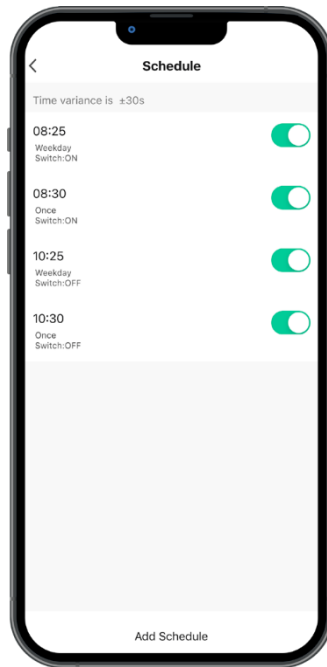 Schedule
Time variance is ±30s
08:25
Weekday
Switch:ON
08:30
Once
Switch:ON
10:25
Weekday
Switch:OFF
10:30
Once
Switch:OFF
Add Schedule